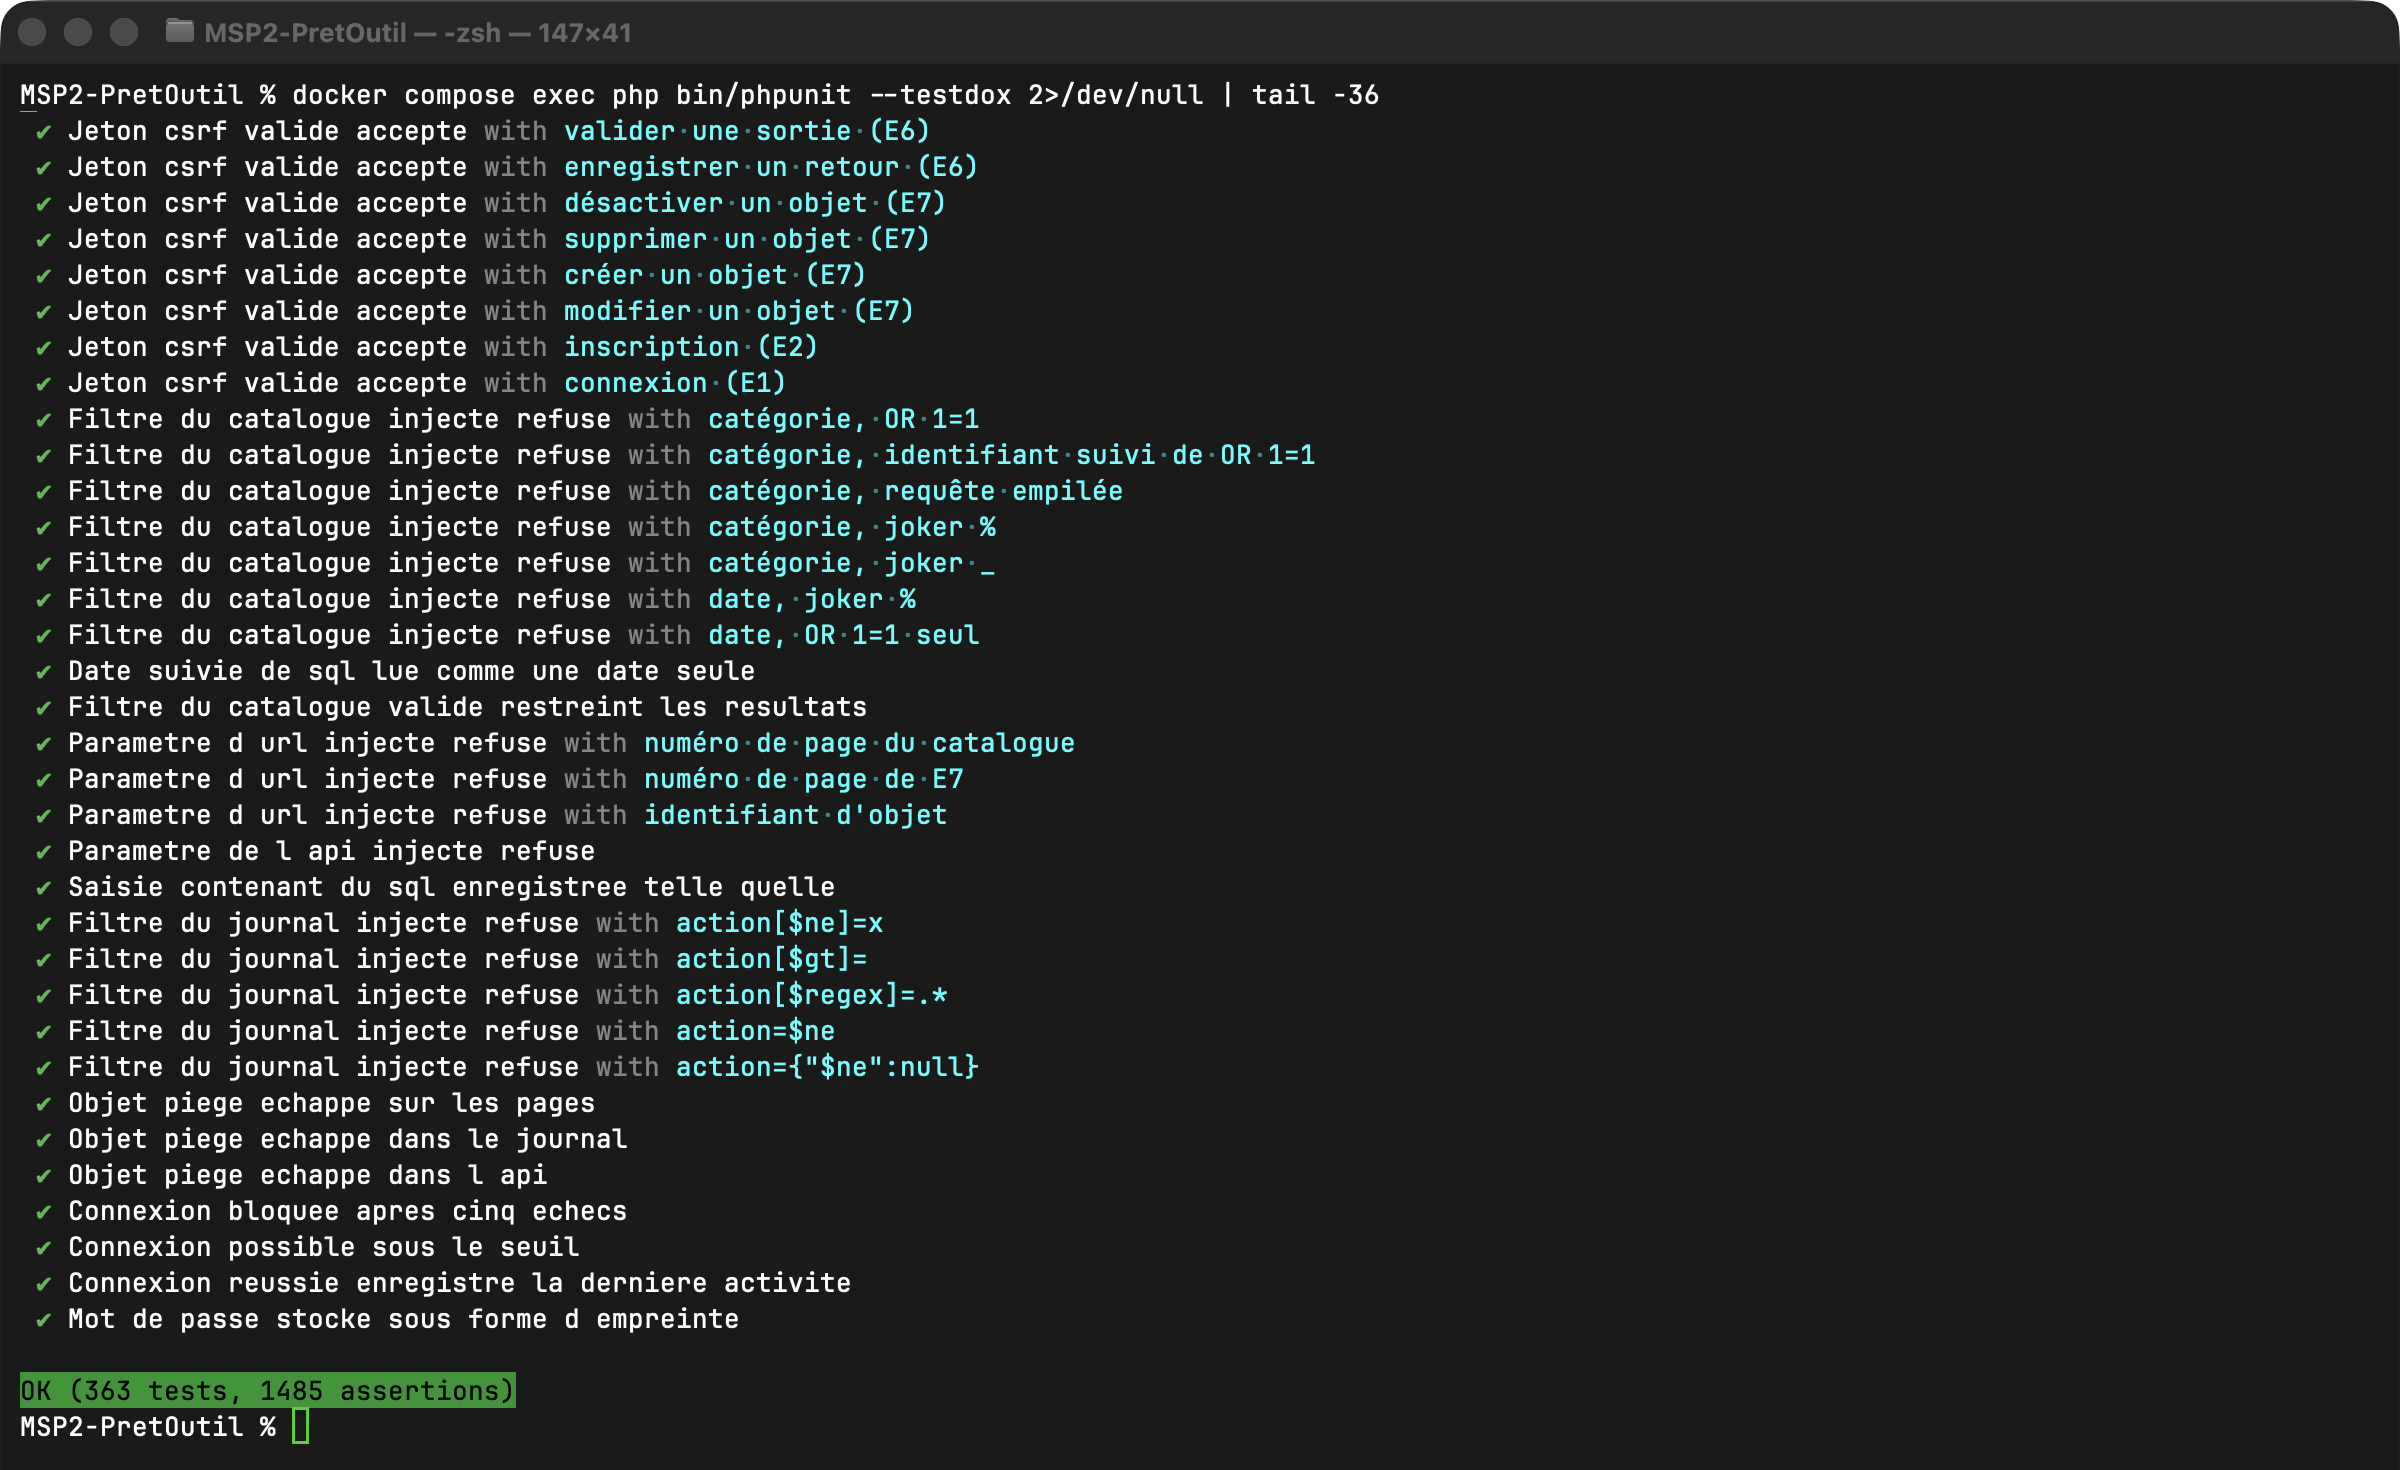 MSP2-PretOutil — -zsh — 147×41
MSP2-PretOutil % docker compose exec php bin/phpunit --testdox 2>/dev/null | tail -36
✔ Jeton csrf valide accepte with valider·une·sortie·(E6)
✔ Jeton csrf valide accepte with enregistrer·un·retour·(E6)
✔ Jeton csrf valide accepte with désactiver·un·objet·(E7)
✔ Jeton csrf valide accepte with supprimer·un·objet·(E7)
✔ Jeton csrf valide accepte with créer·un·objet·(E7)
✔ Jeton csrf valide accepte with modifier·un·objet·(E7)
✔ Jeton csrf valide accepte with inscription·(E2)
✔ Jeton csrf valide accepte with connexion·(E1)
✔ Filtre du catalogue injecte refuse with catégorie,·OR·1=1
✔ Filtre du catalogue injecte refuse with catégorie,·identifiant·suivi·de·OR·1=1
✔ Filtre du catalogue injecte refuse with catégorie,·requête·empilée
✔ Filtre du catalogue injecte refuse with catégorie,·joker·%
✔ Filtre du catalogue injecte refuse with catégorie,·joker·_
✔ Filtre du catalogue injecte refuse with date,·joker·%
✔ Filtre du catalogue injecte refuse with date,·OR·1=1·seul
✔ Date suivie de sql lue comme une date seule
✔ Filtre du catalogue valide restreint les resultats
✔ Parametre d url injecte refuse with numéro·de·page·du·catalogue
✔ Parametre d url injecte refuse with numéro·de·page·de·E7
✔ Parametre d url injecte refuse with identifiant·d'objet
✔ Parametre de l api injecte refuse
✔ Saisie contenant du sql enregistree telle quelle
✔ Filtre du journal injecte refuse with action[$ne]=x
✔ Filtre du journal injecte refuse with action[$gt]=
✔ Filtre du journal injecte refuse with action[$regex]=.*
✔ Filtre du journal injecte refuse with action=$ne
✔ Filtre du journal injecte refuse with action={"$ne":null}
✔ Objet piege echappe sur les pages
✔ Objet piege echappe dans le journal
✔ Objet piege echappe dans l api
✔ Connexion bloquee apres cinq echecs
✔ Connexion possible sous le seuil
✔ Connexion reussie enregistre la derniere activite
✔ Mot de passe stocke sous forme d empreinte
OK (363 tests, 1485 assertions)
MSP2-PretOutil %